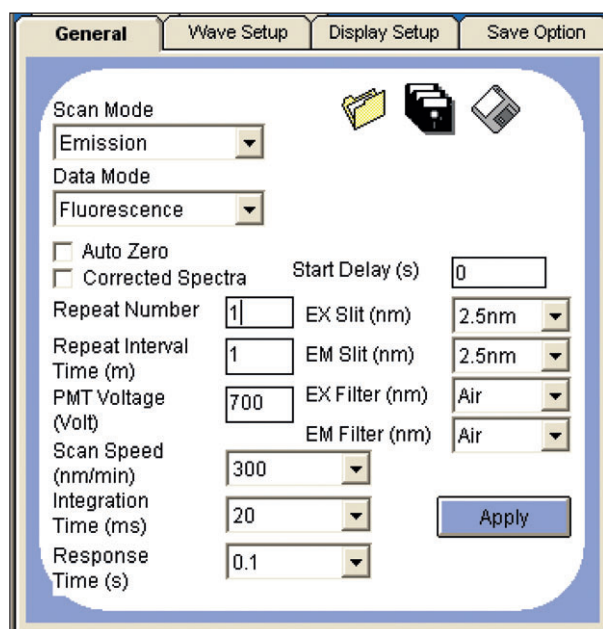 General Wave Setup Display Setup Save Option
Scan Mode
Emission
Data Mode
Fluorescence
Auto Zero
Corrected Spectra
Start Delay (s) 0
Repeat Number 1
EX Slit (nm) 2.5nm
Repeat Interval
Time (m) 1
EM Slit (nm) 2.5nm
PMT Voltage
(Volt) 700
EX Filter (nm) Air
EM Filter (nm) Air
Scan Speed
(nm/min) 300
Integration
Time (ms) 20
Apply
Response
Time (s) 0.1